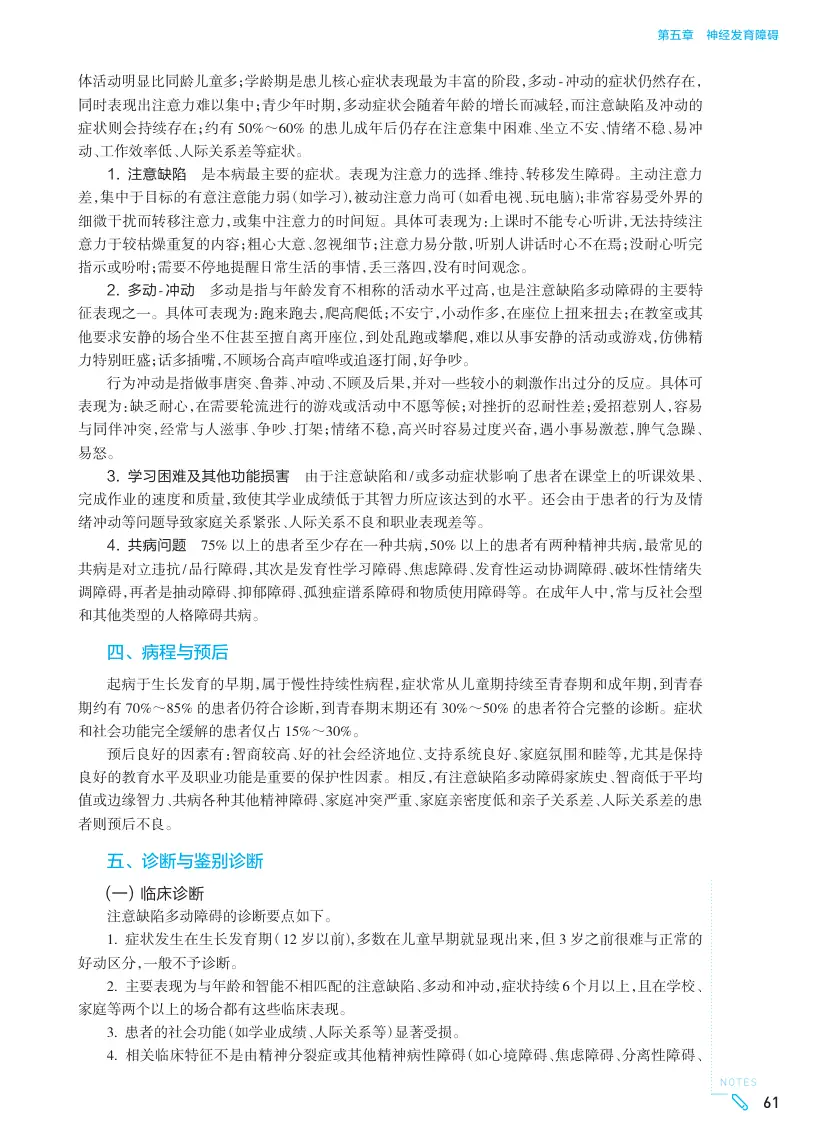 第五章　神经发育障碍
体活动明显比同龄儿童多;学龄期是患儿核心症状表现最为丰富的阶段,多动-冲动的症状仍然存在,
同时表现出注意力难以集中;青少年时期,多动症状会随着年龄的增长而减轻,而注意缺陷及冲动的
症状则会持续存在;约有 50%～60% 的患儿成年后仍存在注意集中困难、坐立不安、情绪不稳、易冲
动、工作效率低、人际关系差等症状。
1. 注意缺陷　是本病最主要的症状。表现为注意力的选择、维持、转移发生障碍。主动注意力
差,集中于目标的有意注意能力弱(如学习),被动注意力尚可(如看电视、玩电脑);非常容易受外界的
细微干扰而转移注意力,或集中注意力的时间短。具体可表现为:上课时不能专心听讲,无法持续注
意力于较枯燥重复的内容;粗心大意、忽视细节;注意力易分散,听别人讲话时心不在焉;没耐心听完
指示或吩咐;需要不停地提醒日常生活的事情,丢三落四,没有时间观念。
2. 多动-冲动　多动是指与年龄发育不相称的活动水平过高,也是注意缺陷多动障碍的主要特
征表现之一。具体可表现为:跑来跑去,爬高爬低;不安宁,小动作多,在座位上扭来扭去;在教室或其
他要求安静的场合坐不住甚至擅自离开座位,到处乱跑或攀爬,难以从事安静的活动或游戏,仿佛精
力特别旺盛;话多插嘴,不顾场合高声喧哗或追逐打闹,好争吵。
行为冲动是指做事唐突、鲁莽、冲动、不顾及后果,并对一些较小的刺激作出过分的反应。具体可
表现为:缺乏耐心,在需要轮流进行的游戏或活动中不愿等候;对挫折的忍耐性差;爱招惹别人,容易
与同伴冲突,经常与人滋事、争吵、打架;情绪不稳,高兴时容易过度兴奋,遇小事易激惹,脾气急躁、
易怒。
3. 学习困难及其他功能损害　由于注意缺陷和/或多动症状影响了患者在课堂上的听课效果、
完成作业的速度和质量,致使其学业成绩低于其智力所应该达到的水平。还会由于患者的行为及情
绪冲动等问题导致家庭关系紧张、人际关系不良和职业表现差等。
4. 共病问题　75% 以上的患者至少存在一种共病,50% 以上的患者有两种精神共病,最常见的
共病是对立违抗/品行障碍,其次是发育性学习障碍、焦虑障碍、发育性运动协调障碍、破坏性情绪失
调障碍,再者是抽动障碍、抑郁障碍、孤独症谱系障碍和物质使用障碍等。在成年人中,常与反社会型
和其他类型的人格障碍共病。
四、病程与预后
起病于生长发育的早期,属于慢性持续性病程,症状常从儿童期持续至青春期和成年期,到青春
期约有 70%～85% 的患者仍符合诊断,到青春期末期还有 30%～50% 的患者符合完整的诊断。症状
和社会功能完全缓解的患者仅占 15%～30%。
预后良好的因素有:智商较高、好的社会经济地位、支持系统良好、家庭氛围和睦等,尤其是保持
良好的教育水平及职业功能是重要的保护性因素。相反,有注意缺陷多动障碍家族史、智商低于平均
值或边缘智力、共病各种其他精神障碍、家庭冲突严重、家庭亲密度低和亲子关系差、人际关系差的患
者则预后不良。
五、诊断与鉴别诊断
(一) 临床诊断
注意缺陷多动障碍的诊断要点如下。
1. 症状发生在生长发育期( 12 岁以前),多数在儿童早期就显现出来,但 3 岁之前很难与正常的
好动区分,一般不予诊断。
2. 主要表现为与年龄和智能不相匹配的注意缺陷、多动和冲动,症状持续 6 个月以上,且在学校、
家庭等两个以上的场合都有这些临床表现。
3. 患者的社会功能(如学业成绩、人际关系等)显著受损。
4. 相关临床特征不是由精神分裂症或其他精神病性障碍(如心境障碍、焦虑障碍、分离性障碍、
NOTES
61